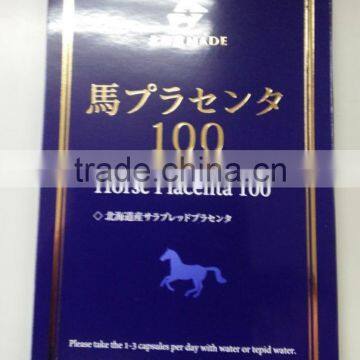 MADE
馬プラセンタ
100
trade.china.com
Horse Placenta 100
◇北海道産サラブレッドプラセンタ
Please take the 1-3 capsules per day with water or tepid water.